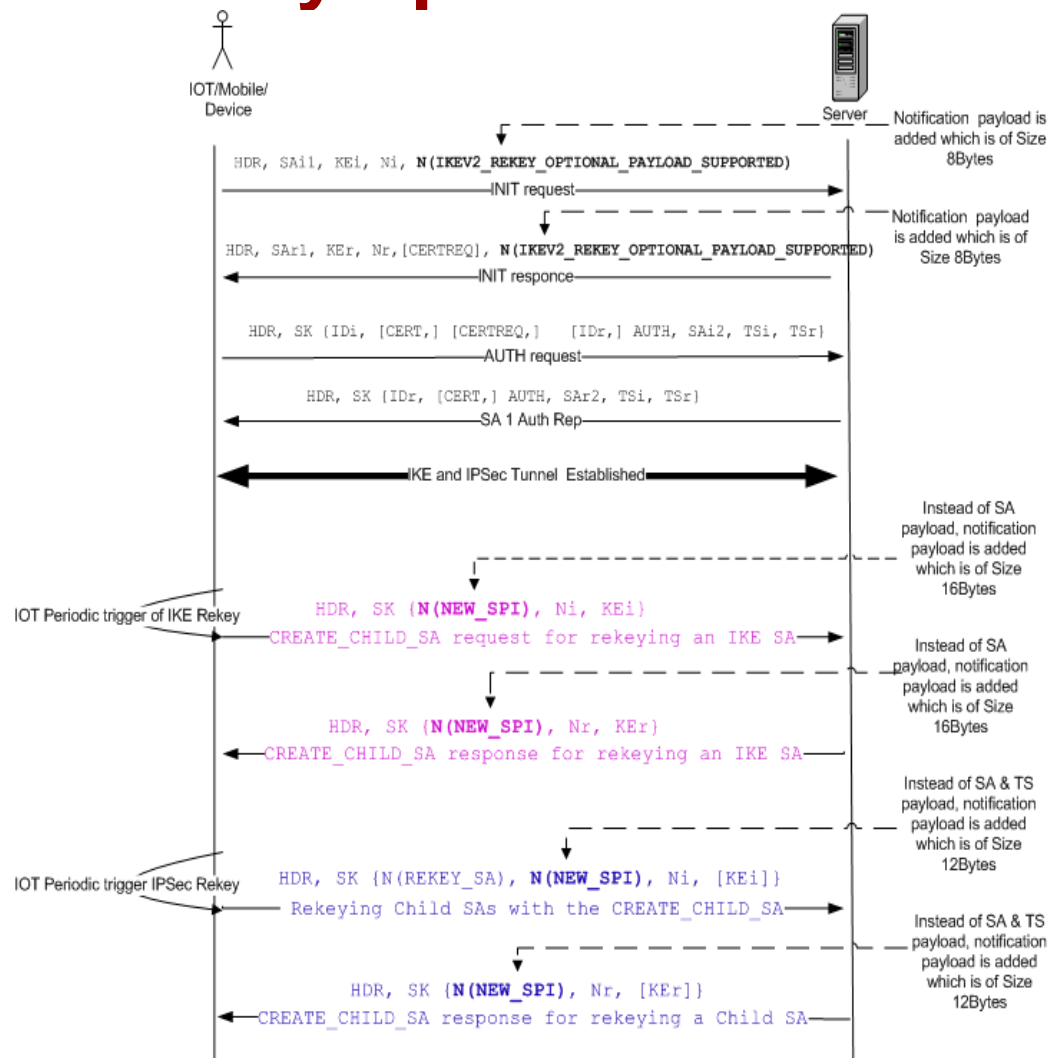 IOT/Mobile/
Device
Server
Notification payload is
added which is of Size
8Bytes
HDR, SAi1, KEi, Ni, N(IKEV2_REKEY_OPTIONAL_PAYLOAD_SUPPORTED)
INIT request
Notification payload
is added which is of
Size 8Bytes
HDR, SAr1, KEr, Nr,[CERTREQ], N(IKEV2_REKEY_OPTIONAL_PAYLOAD_SUPPORTED)
INIT responce
HDR, SK {IDi, [CERT,] [CERTREQ,] [IDr,] AUTH, SAi2, TSi, TSr}
AUTH request
HDR, SK {IDr, [CERT,] AUTH, SAr2, TSi, TSr}
SA 1 Auth Rep
IKE and IPSec Tunnel Established
Instead of SA
payload, notification
payload is added
which is of Size
16Bytes
IOT Periodic trigger of IKE Rekey
HDR, SK {N(NEW_SPI), Ni, KEi}
CREATE_CHILD_SA request for rekeying an IKE SA
Instead of SA
payload, notification
payload is added
which is of Size
16Bytes
HDR, SK {N(NEW_SPI), Nr, KEr}
CREATE_CHILD_SA response for rekeying an IKE SA
Instead of SA & TS
payload, notification
payload is added
which is of Size
12Bytes
IOT Periodic trigger IPSec Rekey
HDR, SK {N(REKEY_SA), N(NEW_SPI), Ni, [KEi]}
Rekeying Child SAs with the CREATE_CHILD_SA
Instead of SA & TS
payload, notification
payload is added
which is of Size
12Bytes
HDR, SK {N(NEW_SPI), Nr, [KEr]}
CREATE_CHILD_SA response for rekeying a Child SA